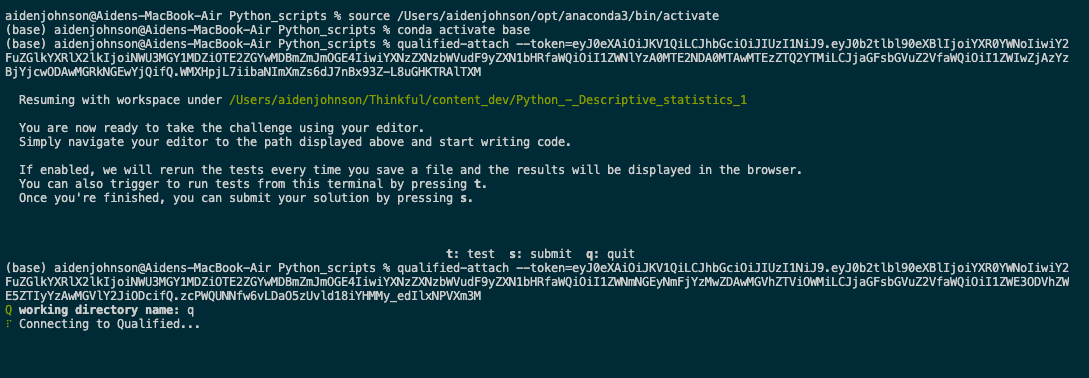 aidenjohnson@Aidens-MacBook-Air Python_scripts % source /Users/aidenjohnson/opt/anaconda3/bin/activate
(base) aidenjohnson@Aidens-MacBook-Air Python_scripts % conda activate base
(base) aidenjohnson@Aidens-MacBook-Air Python_scripts % qualified-attach --token=eyJ0eXAiOiJKV1QiLCJhbGciOiJIUzI1NiJ9.eyJ0b2tlbl90eXBlIjoiYXR0YWNoIiwiY2
FuZGlkYXRlX2lkIjoiNWU3MGY1MDZiOTE2ZGYwMDBmZmJmOGE4IiwiYXNzZXNzbWVudF9yZXN1bHRfaWQiOiI1ZWNlYzA0MTE2NDA0MTAwMTEzZTQ2YTMiLCJjaGFsbGVuZ2VfaWQiOiI1ZWIwZjAzYz
BjYjcwODAwMGRkNGEwYjQifQ.WMXHpjL7iibaNImXmZs6dJ7nBx93Z-L8uGHKTRAlTXM
Resuming with workspace under /Users/aidenjohnson/Thinkful/content_dev/Python_-_Descriptive_statistics_1
You are now ready to take the challenge using your editor.
Simply navigate your editor to the path displayed above and start writing code.
If enabled, we will rerun the tests every time you save a file and the results will be displayed in the browser.
You can also trigger to run tests from this terminal by pressing t.
Once you're finished, you can submit your solution by pressing s.
t: test s: submit q: quit
(base) aidenjohnson@Aidens-MacBook-Air Python_scripts % qualified-attach --token=eyJ0eXAiOiJKV1QiLCJhbGciOiJIUzI1NiJ9.eyJ0b2tlbl90eXBlIjoiYXR0YWNoIiwiY2
FuZGlkYXRlX2lkIjoiNWU3MGY1MDZiOTE2ZGYwMDBmZmJmOGE4IiwiYXNzZXNzbWVudF9yZXN1bHRfaWQiOiI1ZWNmNGEyNmFjYzMwZDAwMGVhZTViOWMiLCJjaGFsbGVuZ2VfaWQiOiI1ZWE3ODVhZW
E5ZTIyYzAwMGVlY2JiODcifQ.zcPWQUNNfw6vLDaO5zUvld18iYHMMy_edIlxNPVXm3M
Q working directory name: q
Connecting to Qualified...